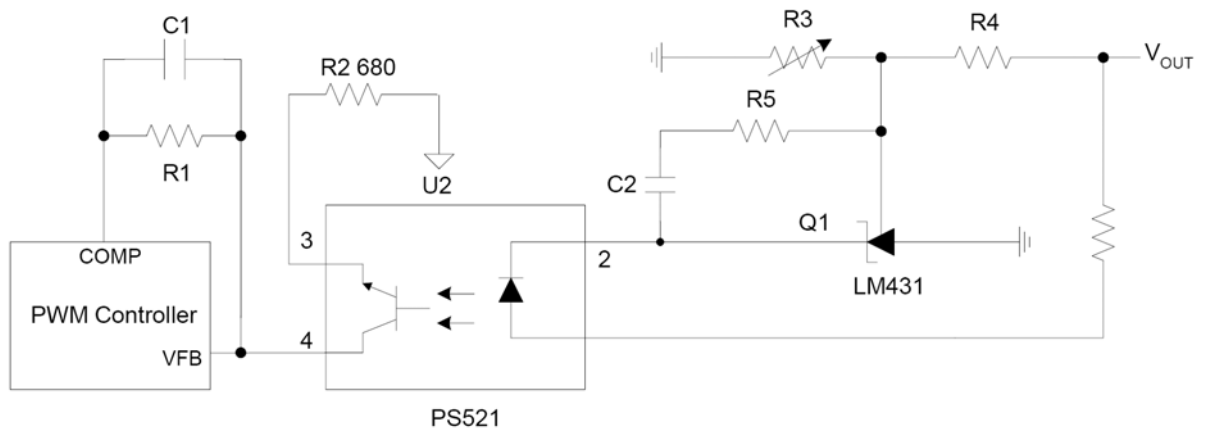 C1
R3
R4
R2 680
V_OUT
R5
R1
U2
C2
3
Q1
COMP
2
LM431
PWM Controller
4
VFB
PS521